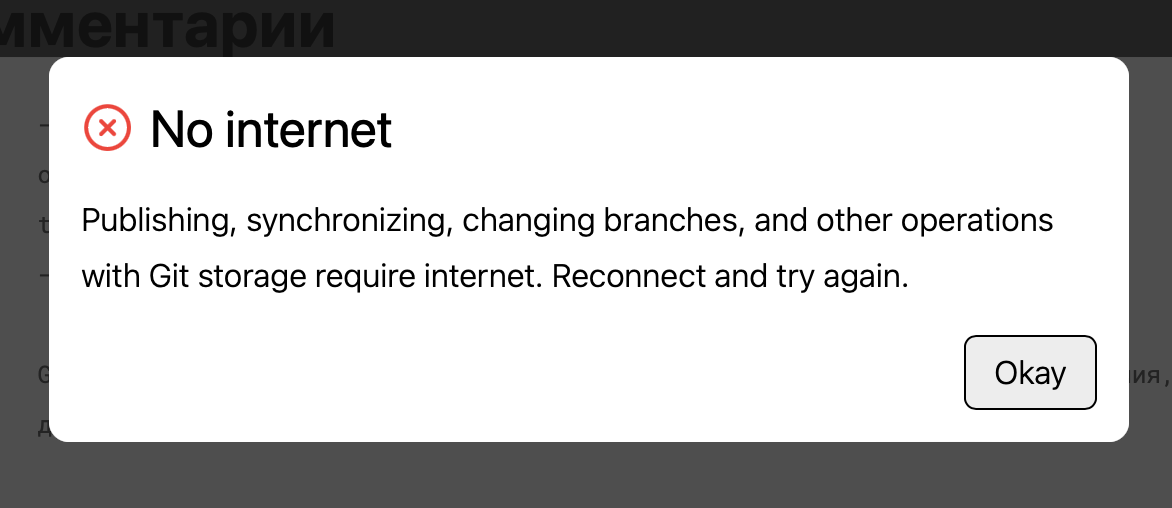 мментарии
No internet
Publishing, synchronizing, changing branches, and other operations
with Git storage require internet. Reconnect and try again.
Okay